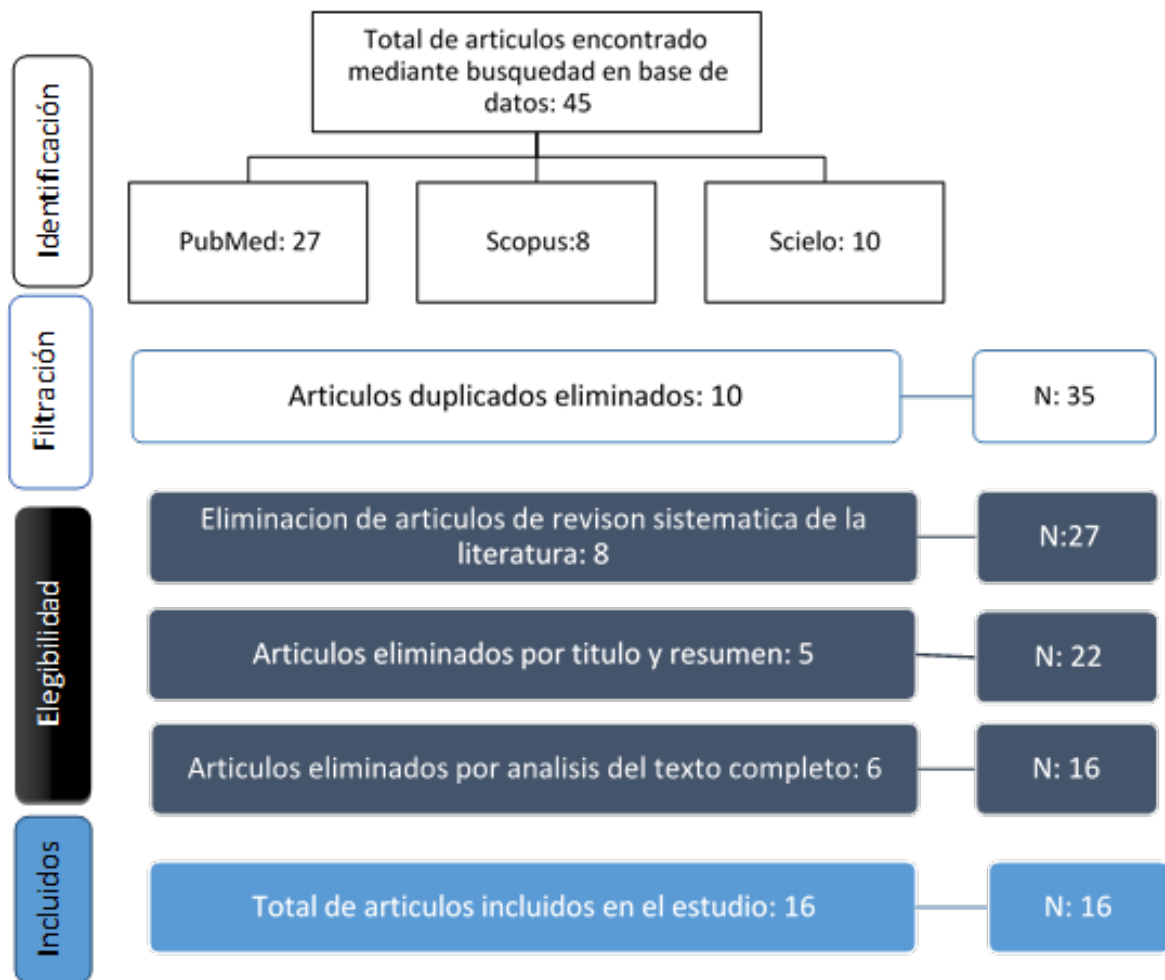 Identificación
Total de articulos encontrado
mediante busquedad en base de
datos: 45
PubMed: 27
Scopus:8
Scielo: 10
Filtración
Articulos duplicados eliminados: 10
N: 35
Elegibilidad
Eliminacion de articulos de revison sistematica de la
literatura: 8
N:27
Articulos eliminados por titulo y resumen: 5
N: 22
Articulos eliminados por analisis del texto completo: 6
N: 16
Incluidos
Total de articulos incluidos en el estudio: 16
N: 16